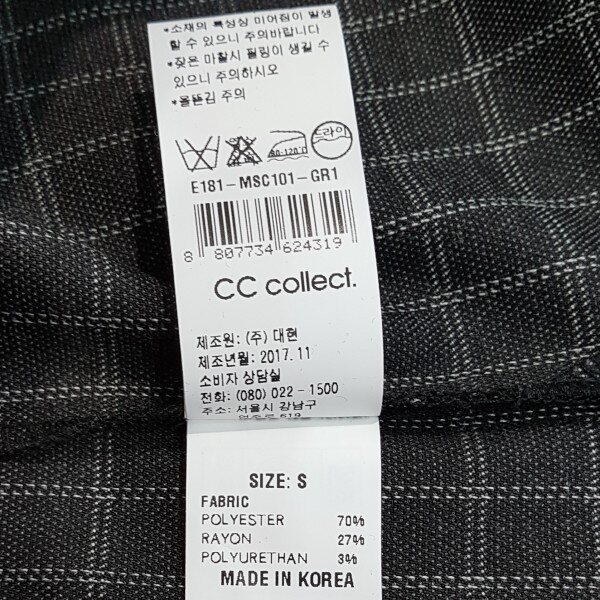 *소재의 특성상 미어짐이 발생
할 수 있으니 주의바랍니다
*잦은 마찰시 필링이 생길 수
있으니 주의하시오
*올뜯김 주의
80-120℃
드라이
E181-MSC101-GR1
8 807734 624319
CC collect.
제조원: (주) 대현
제조년월: 2017.11
소비자 상담실
전화: (080) 022-1500
주소: 서울시 강남구
SIZE: S
FABRIC
POLYESTER 70%
RAYON 27%
POLYURETHAN 3%
MADE IN KOREA